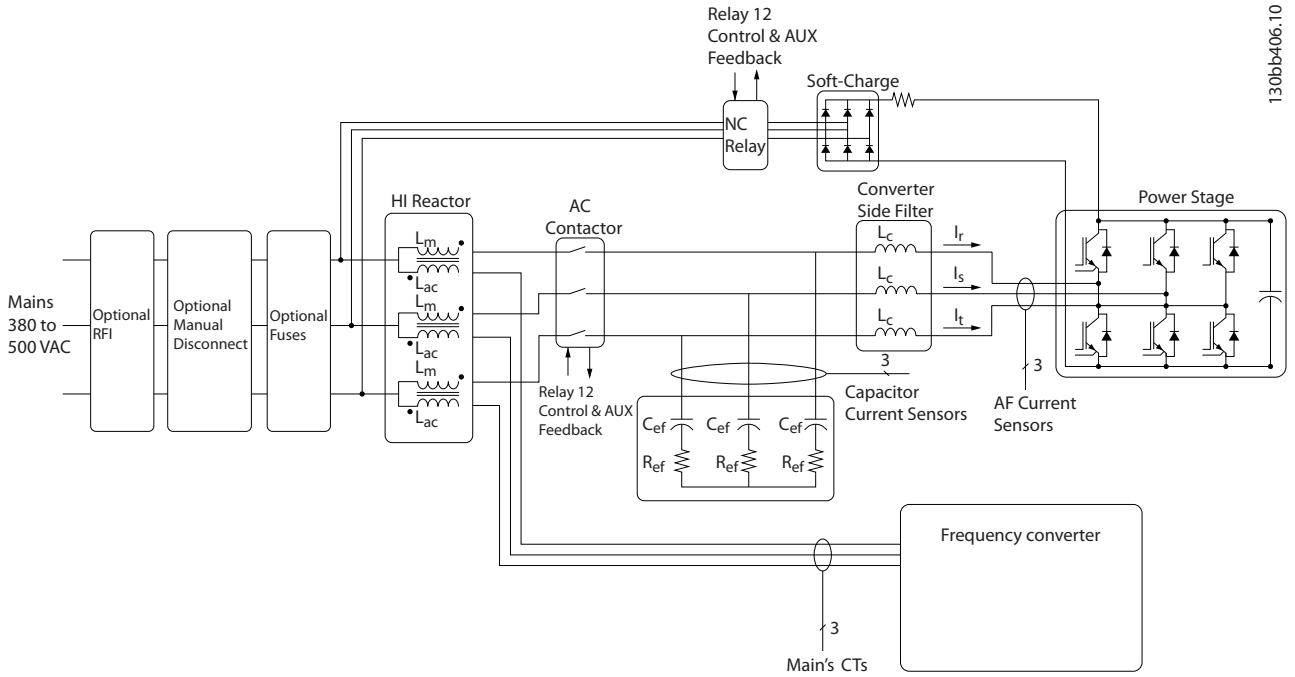 130bb406.10
Relay 12
Control & AUX
Feedback
Soft-Charge
NC
Relay
HI Reactor
AC
Contactor
Converter
Side Filter
Power Stage
Lm
Lac
Lm
Lac
Lm
Lac
Lc
Lc
Lc
Ir
Is
It
Mains
380 to
500 VAC
Optional
RFI
Optional
Manual
Disconnect
Optional
Fuses
Relay 12
Control & AUX
Feedback
3
Capacitor
Current Sensors
3
AF Current
Sensors
Cef Cef Cef
Ref Ref Ref
Frequency converter
3
Main's CTs